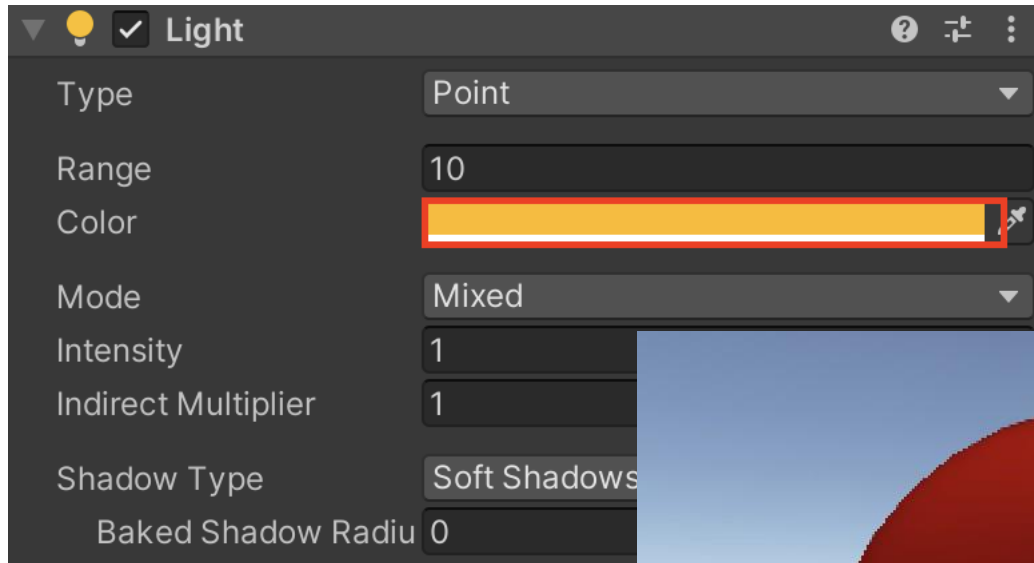 Light
Type Point
Range 10
Color
Mode Mixed
Intensity 1
Indirect Multiplier 1
Shadow Type Soft Shadows
Baked Shadow Radiu 0